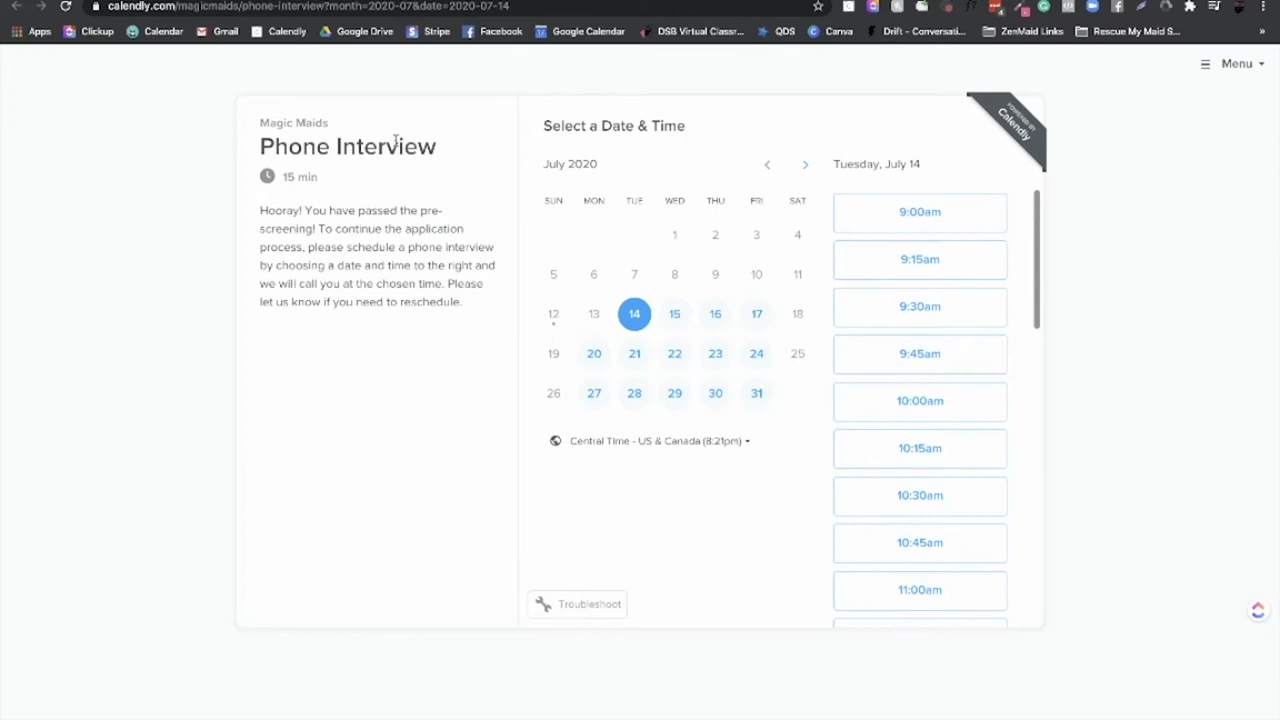 calendly.com/magicmaids/phone-interview?month=2020-07&date=2020-07-14
Apps Clickup Calendar Gmail Calendly Google Drive Stripe Facebook Google Calendar DSB Virtual Classr... QDS Canva Drift - Conversati... ZenMaid Links Rescue My Maid S... »
Menu
POWERED BY
Calendly
Magic Maids
Phone Interview
15 min
Hooray! You have passed the pre-
screening! To continue the application
process, please schedule a phone interview
by choosing a date and time to the right and
we will call you at the chosen time. Please
let us know if you need to reschedule.
Select a Date & Time
July 2020
SUN MON TUE WED THU FRI SAT
1 2 3 4
5 6 7 8 9 10 11
12 13 14 15 16 17 18
19 20 21 22 23 24 25
26 27 28 29 30 31
Central Time - US & Canada (8:21pm)
Troubleshoot
Tuesday, July 14
9:00am
9:15am
9:30am
9:45am
10:00am
10:15am
10:30am
10:45am
11:00am